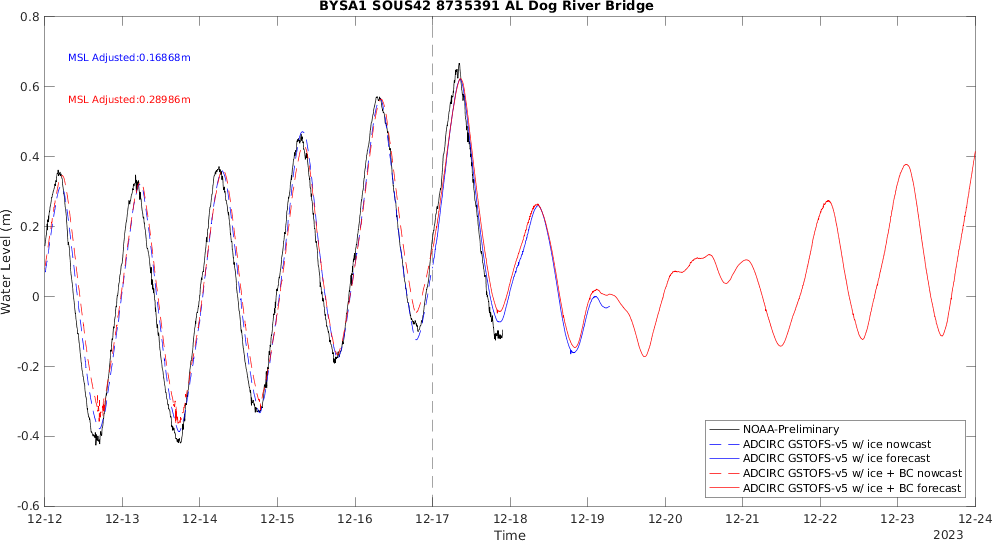 BYSA1 SOUS42 8735391 AL Dog River Bridge
MSL Adjusted:0.16868m
MSL Adjusted:0.28986m
Water Level (m)
0.8
0.6
0.4
0.2
0
-0.2
-0.4
-0.6
NOAA-Preliminary
ADCIRC GSTOFS-v5 w/ ice nowcast
ADCIRC GSTOFS-v5 w/ ice forecast
ADCIRC GSTOFS-v5 w/ ice + BC nowcast
ADCIRC GSTOFS-v5 w/ ice + BC forecast
12-12 12-13 12-14 12-15 12-16 12-17 12-18 12-19 12-20 12-21 12-22 12-23 12-24
Time
2023